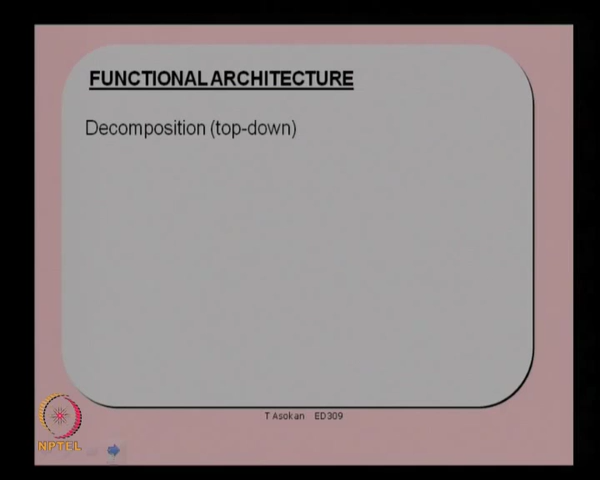 FUNCTIONAL ARCHITECTURE
Decomposition (top-down)
T Asokan ED309
NPTEL